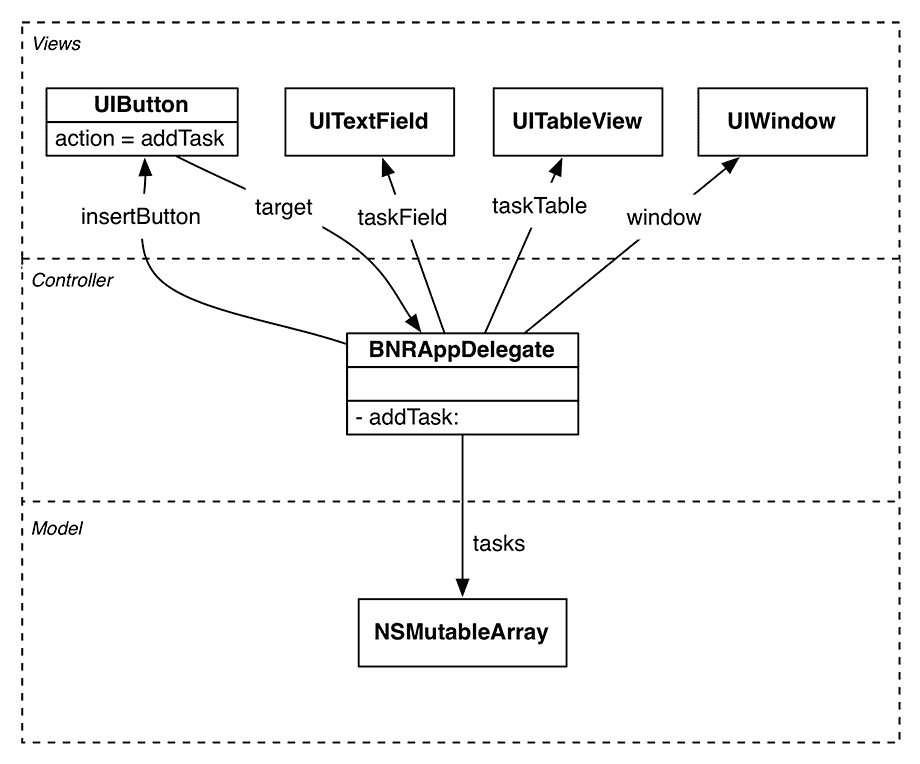 Views
UIButton
action = addTask
UITextField
UITableView
UIWindow
insertButton
target
taskField
taskTable
window
Controller
BNRAppDelegate
- addTask:
Model
tasks
NSMutableArray